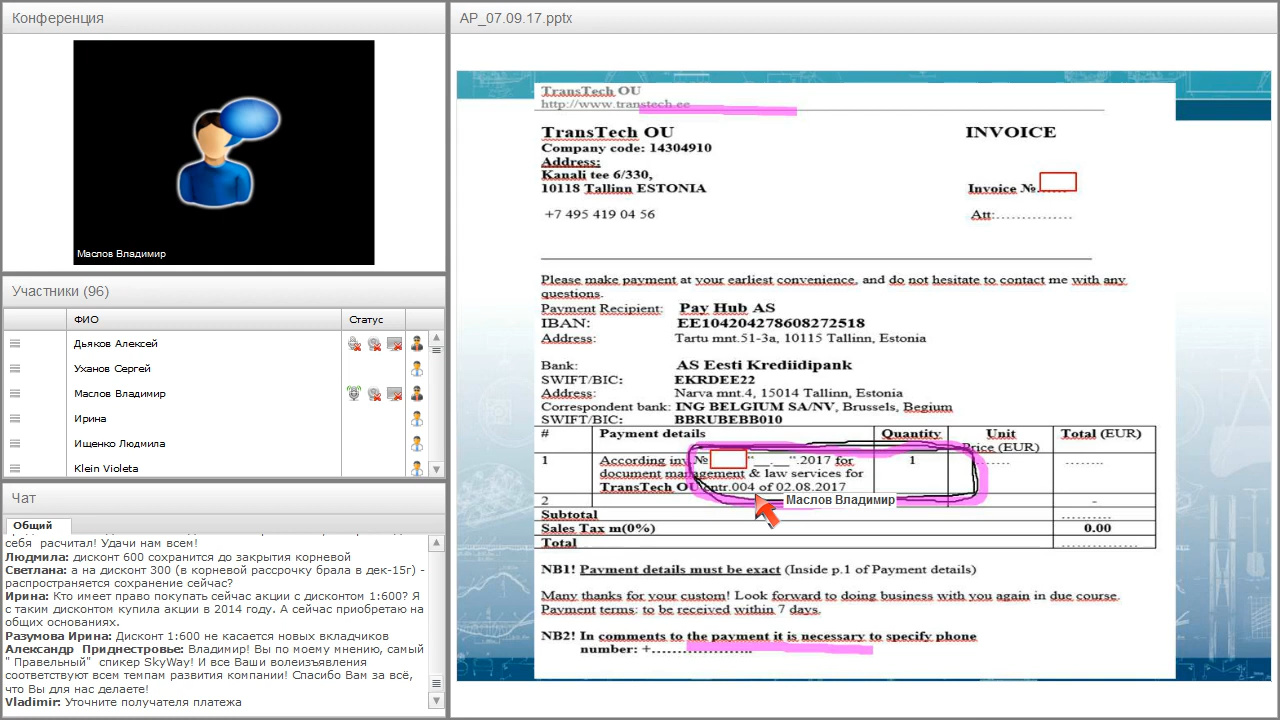 Конференция
Маслов Владимир
Участники (96)
ФИО
Статус
Дьяков Алексей
Уханов Сергей
Маслов Владимир
Ирина
Ищенко Людмила
Klein Violeta
Чат
Общий
себя расчитал! Удачи нам всем!
Людмила: дисконт 600 сохранится до закрытия корневой
Светлана: а на дисконт 300 (в корневой рассрочку брала в дек-15г) -
распространяется сохранение сейчас?
Ирина: Кто имеет право покупать сейчас акции с дисконтом 1:600? Я
с таким дисконтом купила акции в 2014 году. А сейчас приобретаю на
общих основаниях.
Разумова Ирина: Дисконт 1:600 не касается новых вкладчиков
Александр Приднестровье: Владимир! Вы по моему мнению, самый
" Правельный" спикер SkyWay! И все Ваши волеизъявления
соответствуют всем темпам развития компании! Спасибо Вам за всё,
что Вы для нас делаете!
Vladimir: Уточните получателя платежа
AP_07.09.17.pptx
TransTech OU
http://www.transtech.ee
TransTech OU
INVOICE
Company code: 14304910
Address:
Kanali tee 6/330,
10118 Tallinn ESTONIA
Invoice №......
+7 495 419 04 56
Att:……………
Please make payment at your earliest convenience, and do not hesitate to contact me with any
questions.
Payment Recipient: Pay Hub AS
IBAN: EE104204278608272518
Address: Tartu mnt.51-3a, 10115 Tallinn, Estonia
Bank: AS Eesti Krediidipank
SWIFT/BIC: EKRDEE22
Address: Narva mnt.4, 15014 Tallinn, Estonia
Correspondent bank: ING BELGIUM SA/NV, Brussels, Begium
SWIFT/BIC: BBRUBEBB010
# Payment details Quantity Unit Price (EUR) Total (EUR)
1 According inv № "__.__".2017 for 1 ........ ........
document management & law services for
TransTech OU cntr.004 of 02.08.2017
Маслов Владимир
2 -
Subtotal ..........
Sales Tax m(0%) 0.00
Total ...............
NB1! Payment details must be exact (Inside p.1 of Payment details)
Many thanks for your custom! Look forward to doing business with you again in due course.
Payment terms: to be received within 7 days.
NB2! In comments to the payment it is necessary to specify phone
number: +………………..